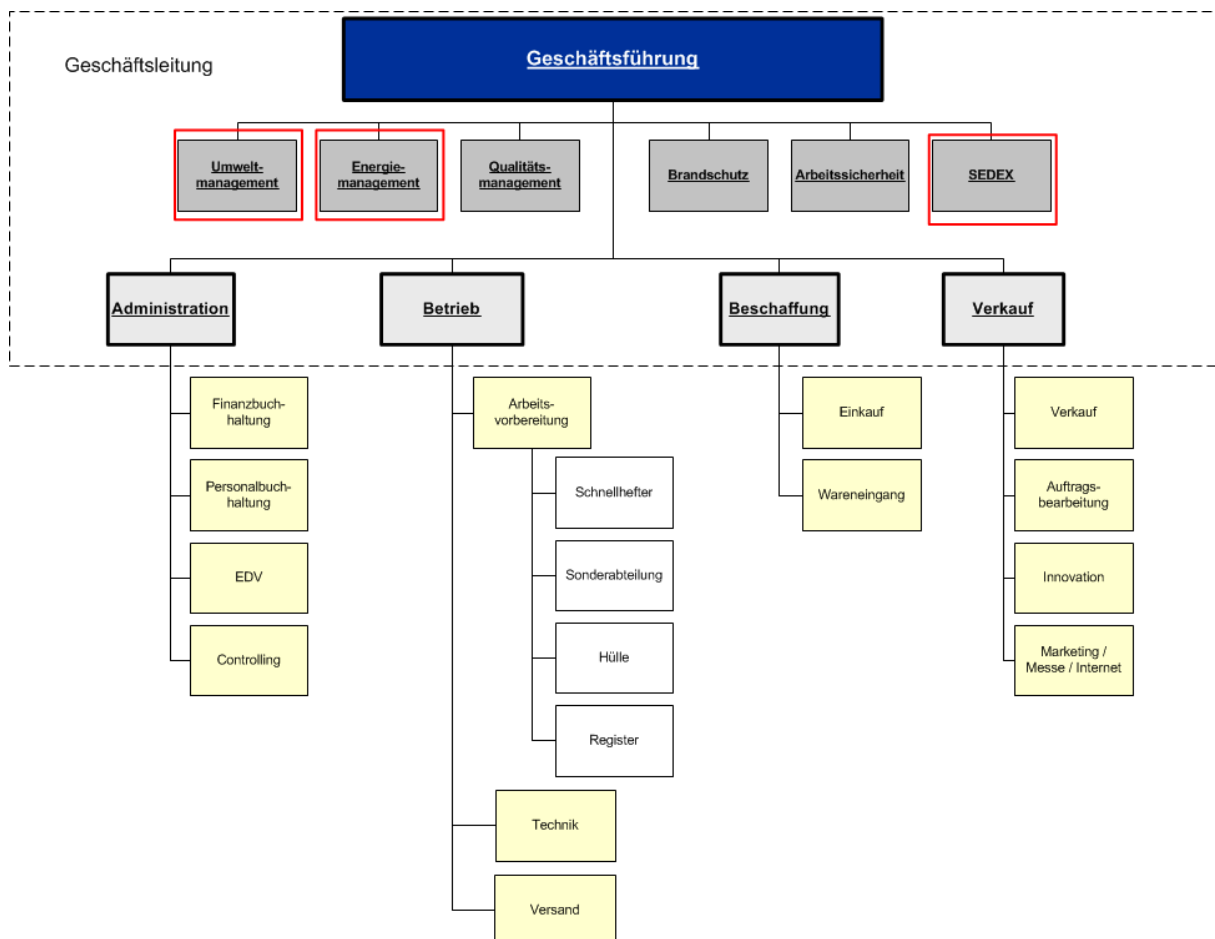 Geschäftsführung
Geschäftsleitung
Umwelt-
management
Energie-
management
Qualitäts-
management
Brandschutz
Arbeitssicherheit
SEDEX
Administration
Betrieb
Beschaffung
Verkauf
Finanzbuch-
haltung
Personalbuch-
haltung
EDV
Controlling
Arbeits-
vorbereitung
Schnellhefter
Sonderabteilung
Hülle
Register
Technik
Versand
Einkauf
Wareneingang
Verkauf
Auftrags-
bearbeitung
Innovation
Marketing /
Messe / Internet